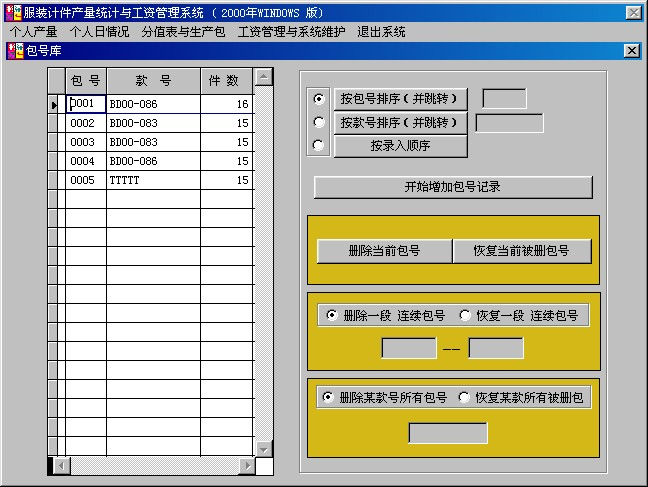 服装计件产量统计与工资管理系统 ( 2000年WINDOWS 版)
个人产量 个人日情况 分值表与生产包 工资管理与系统维护 退出系统
包号库
包 号 款 号 件 数
0001 BD00-086 16
0002 BD00-083 15
0003 BD00-083 15
0004 BD00-086 15
0005 TTTTT 15
按包号排序(并跳转)
按款号排序(并跳转)
按录入顺序
开始增加包号记录
删除当前包号 恢复当前被删包号
删除一段 连续包号 恢复一段 连续包号
——
删除某款号所有包号 恢复某款所有被删包